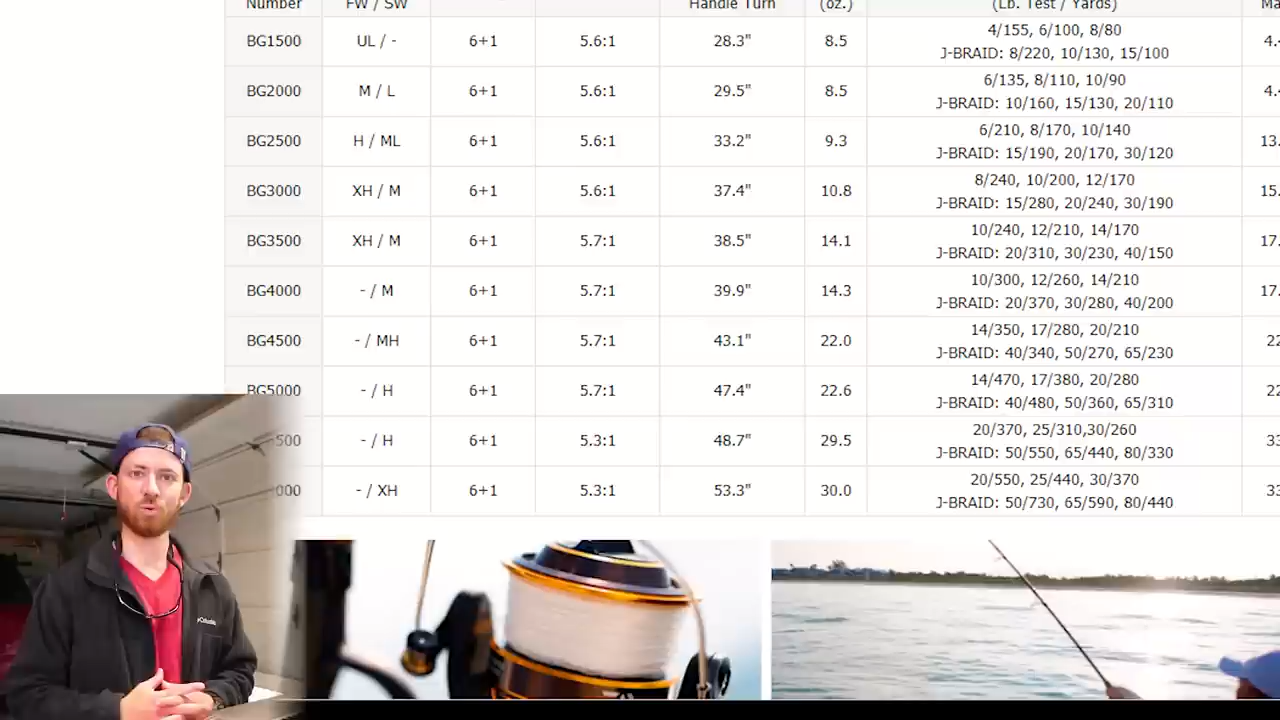 Number FW / SW Handle Turn (oz.) (Lb. Test / Yards)
BG1500 UL / - 6+1 5.6:1 28.3" 8.5 4/155, 6/100, 8/80
J-BRAID: 8/220, 10/130, 15/100
BG2000 M / L 6+1 5.6:1 29.5" 8.5 6/135, 8/110, 10/90
J-BRAID: 10/160, 15/130, 20/110
BG2500 H / ML 6+1 5.6:1 33.2" 9.3 6/210, 8/170, 10/140 13.
J-BRAID: 15/190, 20/170, 30/120
BG3000 XH / M 6+1 5.6:1 37.4" 10.8 8/240, 10/200, 12/170 15.
J-BRAID: 15/280, 20/240, 30/190
BG3500 XH / M 6+1 5.7:1 38.5" 14.1 10/240, 12/210, 14/170 17.
J-BRAID: 20/310, 30/230, 40/150
BG4000 - / M 6+1 5.7:1 39.9" 14.3 10/300, 12/260, 14/210 17.
J-BRAID: 20/370, 30/280, 40/200
BG4500 - / MH 6+1 5.7:1 43.1" 22.0 14/350, 17/280, 20/210 22
J-BRAID: 40/340, 50/270, 65/230
BG5000 - / H 6+1 5.7:1 47.4" 22.6 14/470, 17/380, 20/280 22
J-BRAID: 40/480, 50/360, 65/310
500 - / H 6+1 5.3:1 48.7" 29.5 20/370, 25/310,30/260 33
J-BRAID: 50/550, 65/440, 80/330
000 - / XH 6+1 5.3:1 53.3" 30.0 20/550, 25/440, 30/370 33
J-BRAID: 50/730, 65/590, 80/440
Columbia